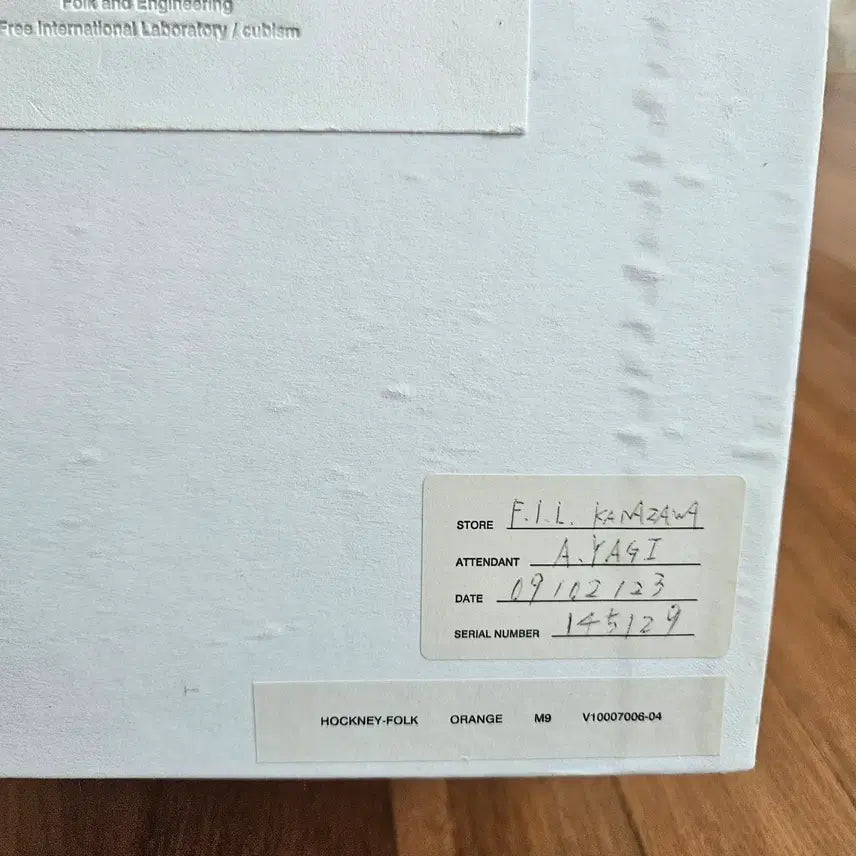 Folk and Engineering
Free International Laboratory / cubism
STORE F.I.L. KANAZAWA
ATTENDANT A.YAGI
DATE 09/02/23
SERIAL NUMBER 145129
HOCKNEY-FOLK ORANGE M9 V10007006-04